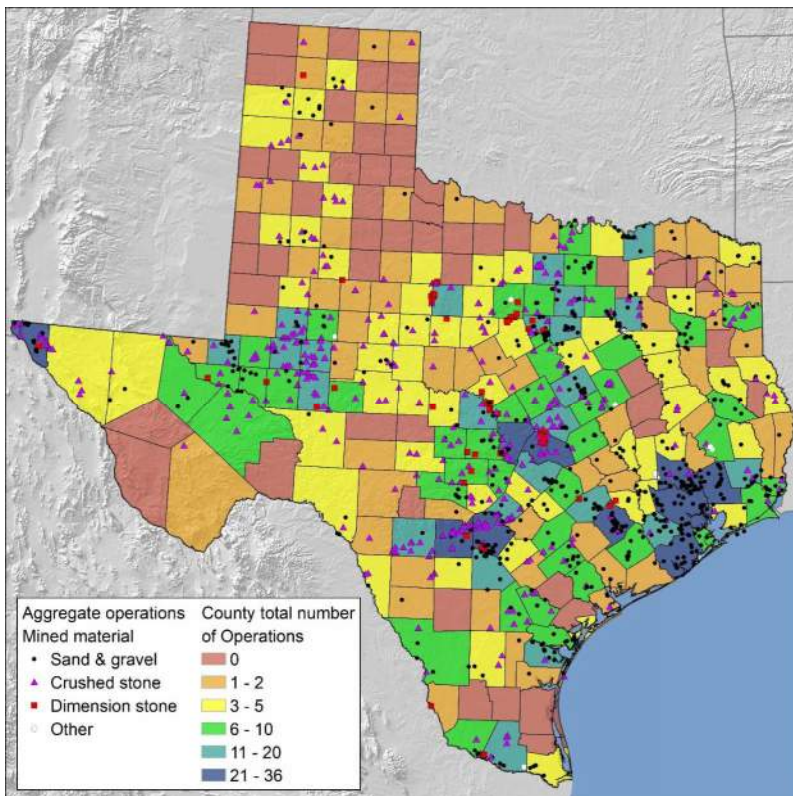 Aggregate operations
Mined material
Sand & gravel
Crushed stone
Dimension stone
Other
County total number
of Operations
0
1 - 2
3 - 5
6 - 10
11 - 20
21 - 36